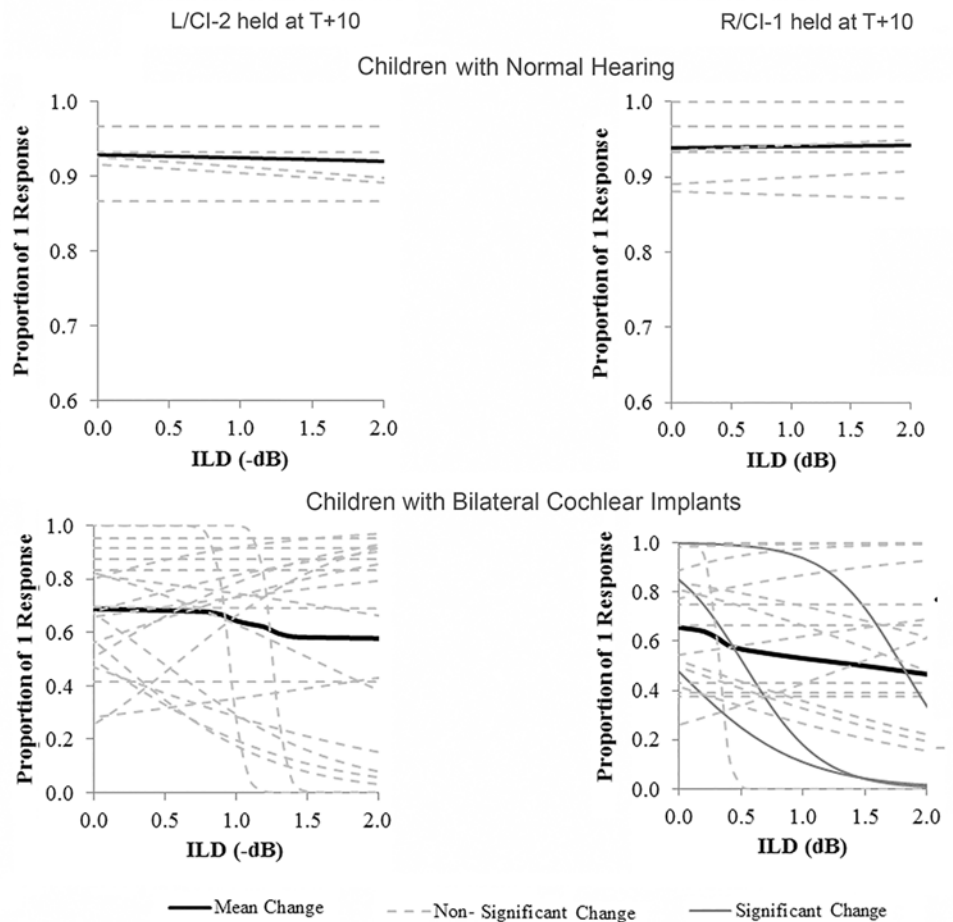 L/CI-2 held at T+10 R/CI-1 held at T+10
Children with Normal Hearing
Proportion of 1 Response
1.0
0.9
0.8
0.7
0.6
0.0 0.5 1.0 1.5 2.0
ILD (-dB)
Proportion of 1 Response
1.0
0.9
0.8
0.7
0.6
0.0 0.5 1.0 1.5 2.0
ILD (dB)
Children with Bilateral Cochlear Implants
Proportion of 1 Response
1.0
0.8
0.6
0.4
0.2
0.0
0.0 0.5 1.0 1.5 2.0
ILD (-dB)
Proportion of 1 Response
1.0
0.8
0.6
0.4
0.2
0.0
0.0 0.5 1.0 1.5 2.0
ILD (dB)
Mean Change Non- Significant Change Significant Change